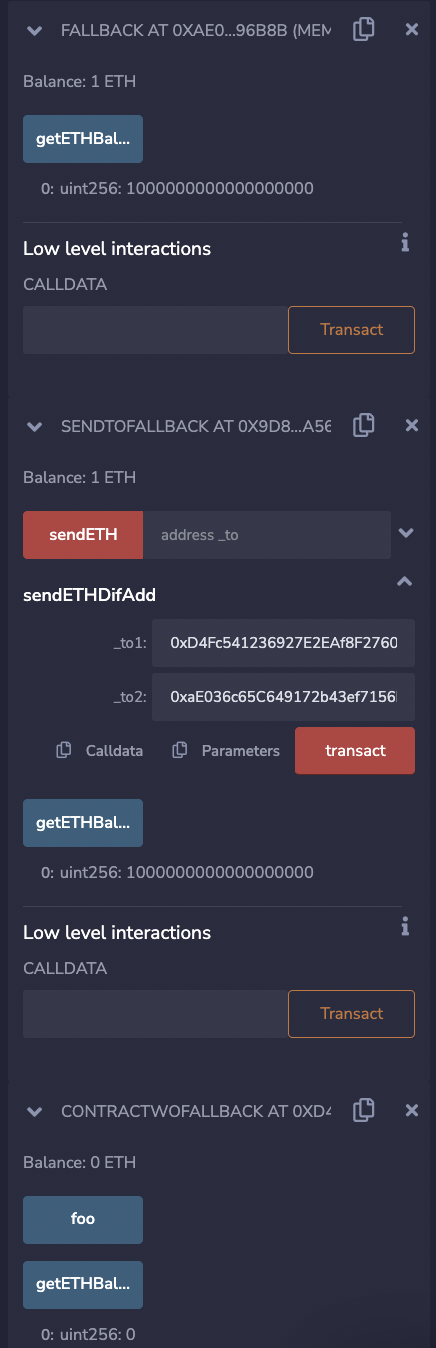 FALLBACK AT 0XAE0...96B8B (MEM
Balance: 1 ETH
getETHBal...
0: uint256: 1000000000000000000
Low level interactions
CALLDATA
Transact
SENDTOFALLBACK AT 0X9D8...A56
Balance: 1 ETH
sendETH address _to
sendETHDifAdd
_to1: 0xD4Fc541236927E2EAf8F2760
_to2: 0xaE036c65C649172b43ef7156
Calldata Parameters transact
getETHBal...
0: uint256: 1000000000000000000
Low level interactions
CALLDATA
Transact
CONTRACTWOFALLBACK AT 0XD4
Balance: 0 ETH
foo
getETHBal...
0: uint256: 0